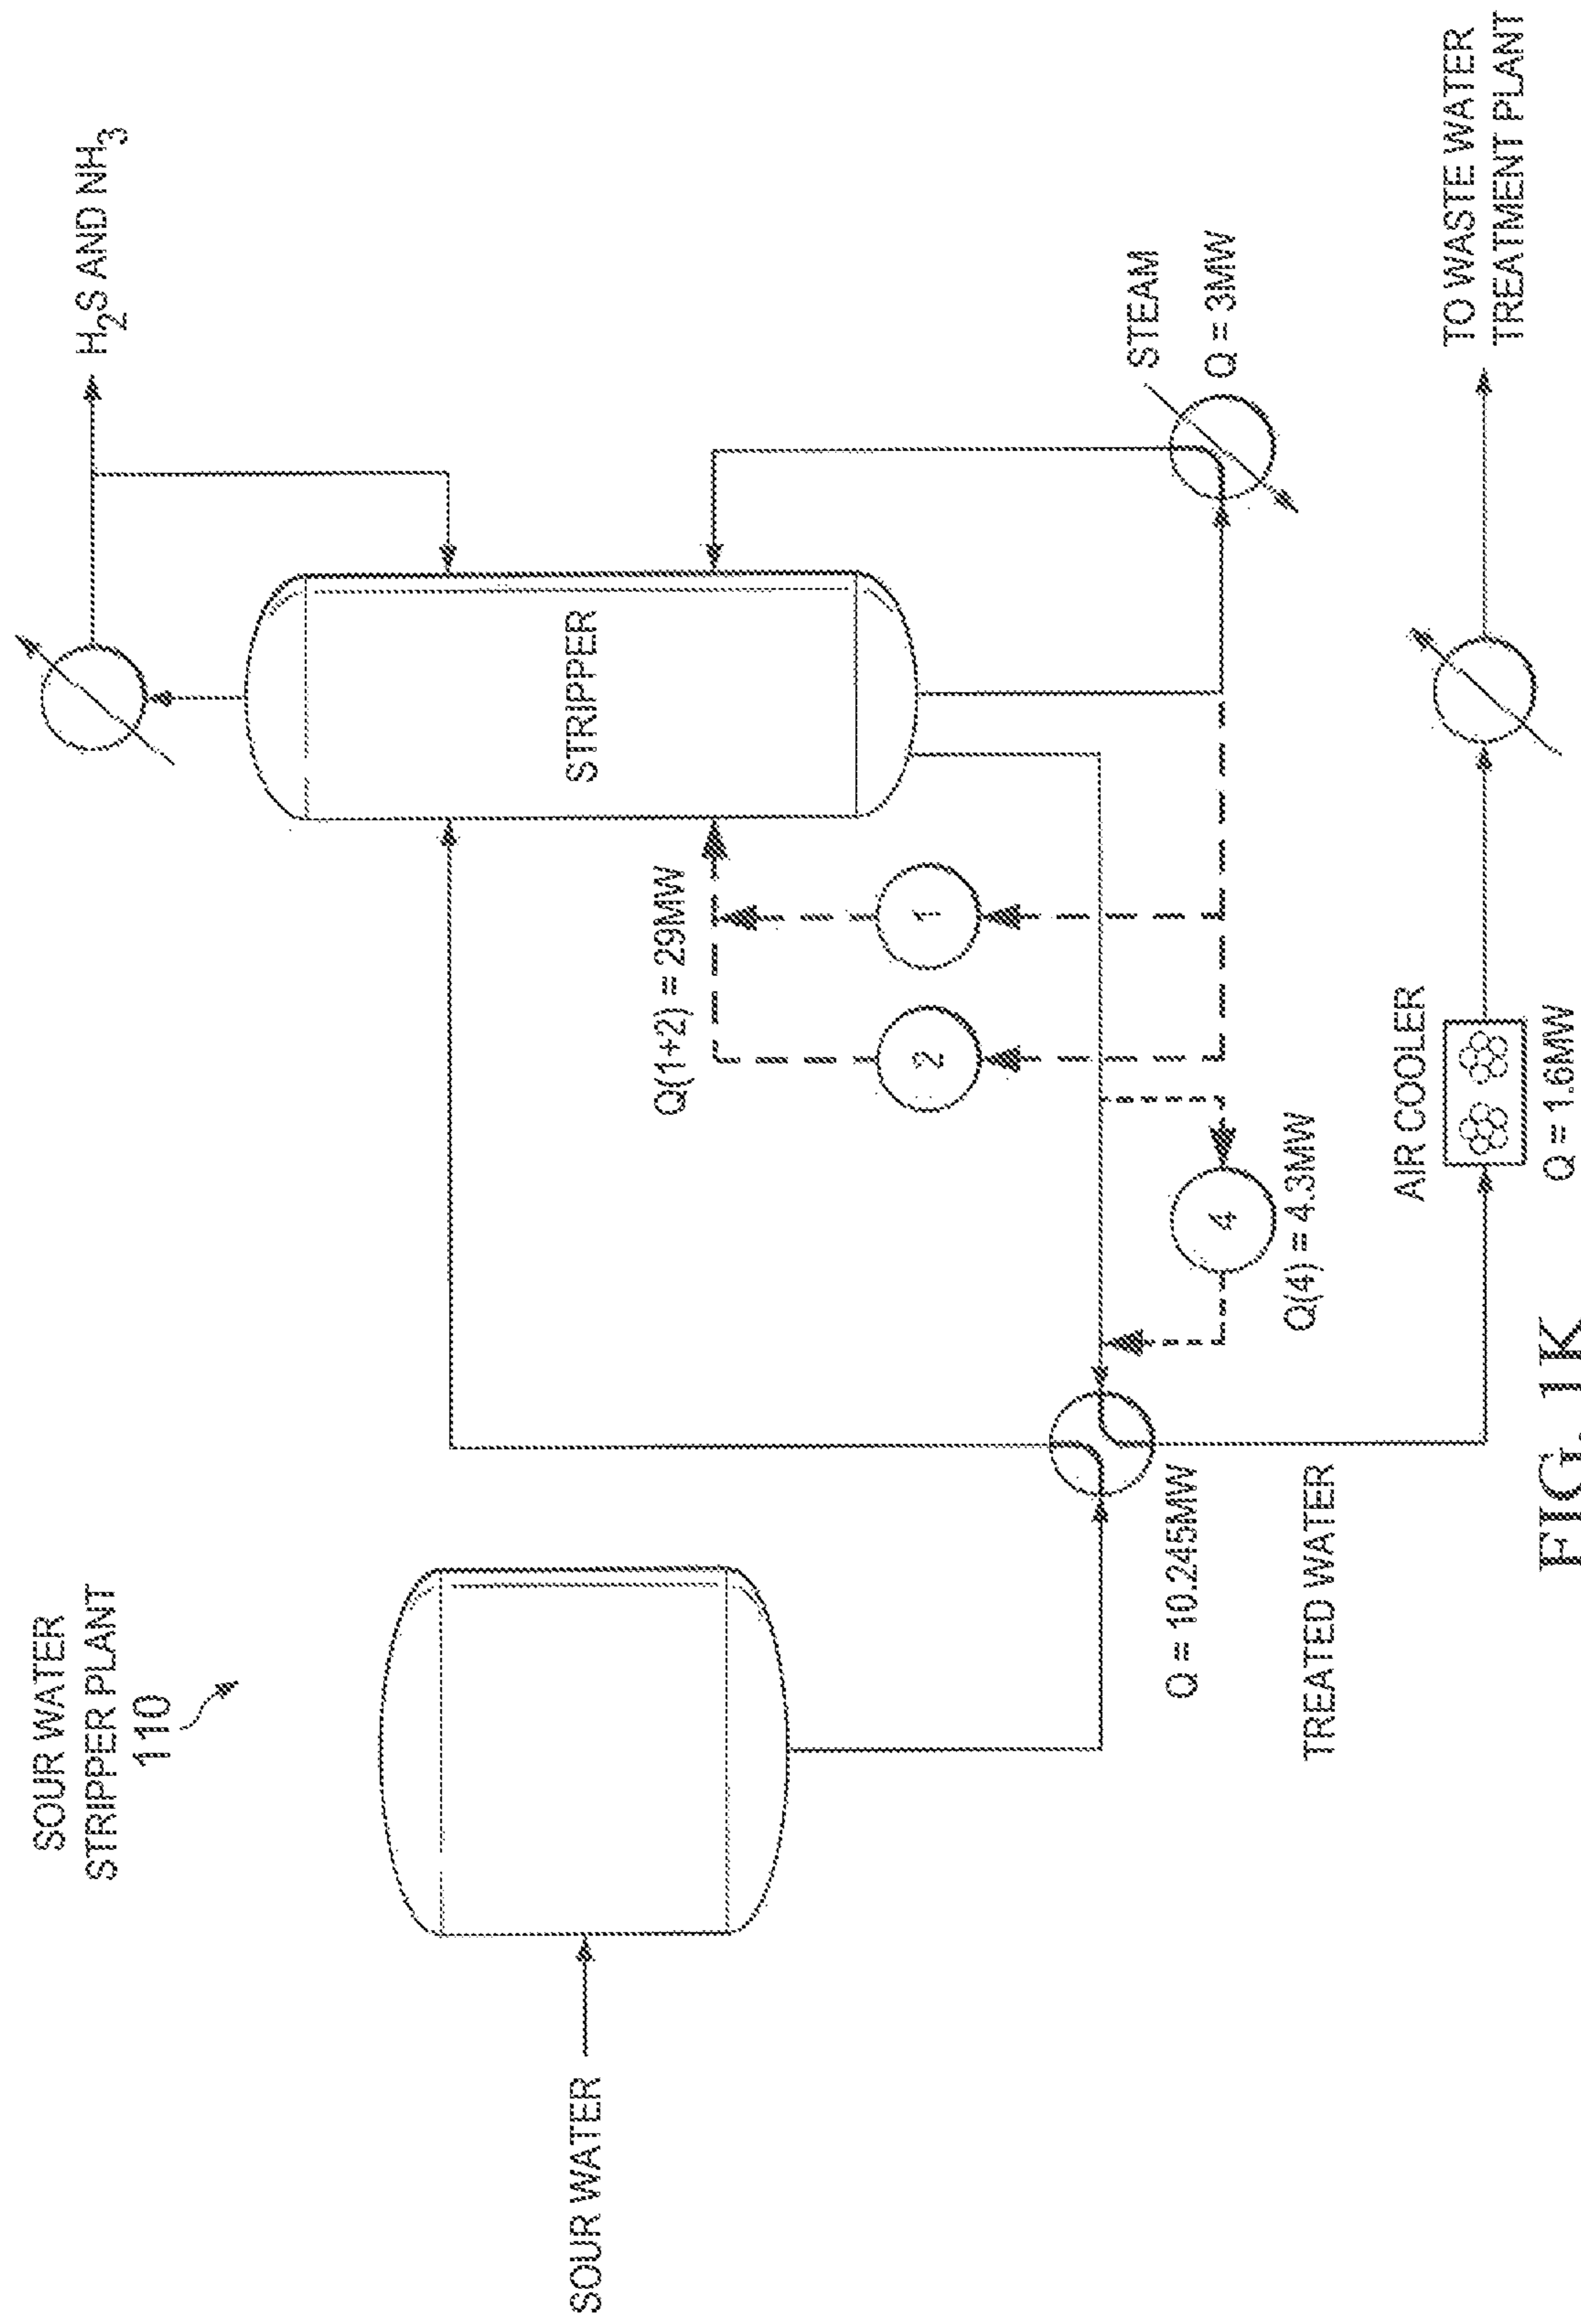 SOUR WATER
STRIPPER PLANT
110
SOUR WATER
H2S AND NH3
STRIPPER
Q(1+2) = 29MW
1
2
STEAM
Q = 3MW
4
Q(4) = 4.3MW
Q = 10.245MW
TREATED WATER
AIR COOLER
Q = 1.6MW
TO WASTE WATER
TREATMENT PLANT
FIG. 1K